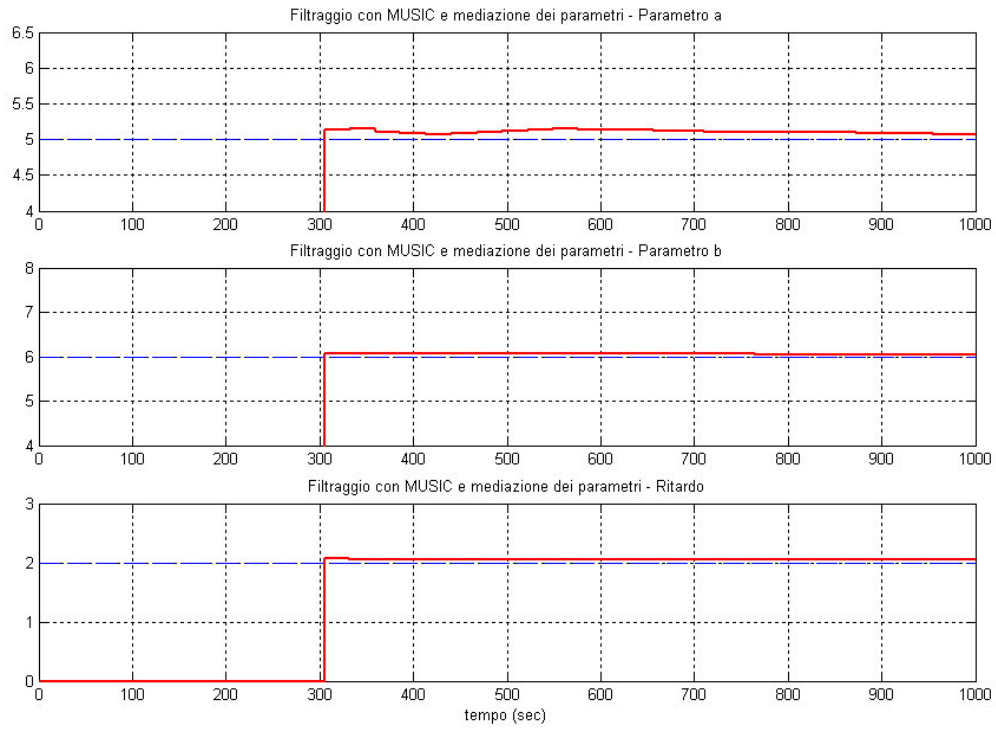 Filtraggio con MUSIC e mediazione dei parametri - Parametro a
6.5
6
5.5
5
4.5
4
0 100 200 300 400 500 600 700 800 900 1000
Filtraggio con MUSIC e mediazione dei parametri - Parametro b
8
7
6
5
4
0 100 200 300 400 500 600 700 800 900 1000
Filtraggio con MUSIC e mediazione dei parametri - Ritardo
3
2
1
0
0 100 200 300 400 500 600 700 800 900 1000
tempo (sec)